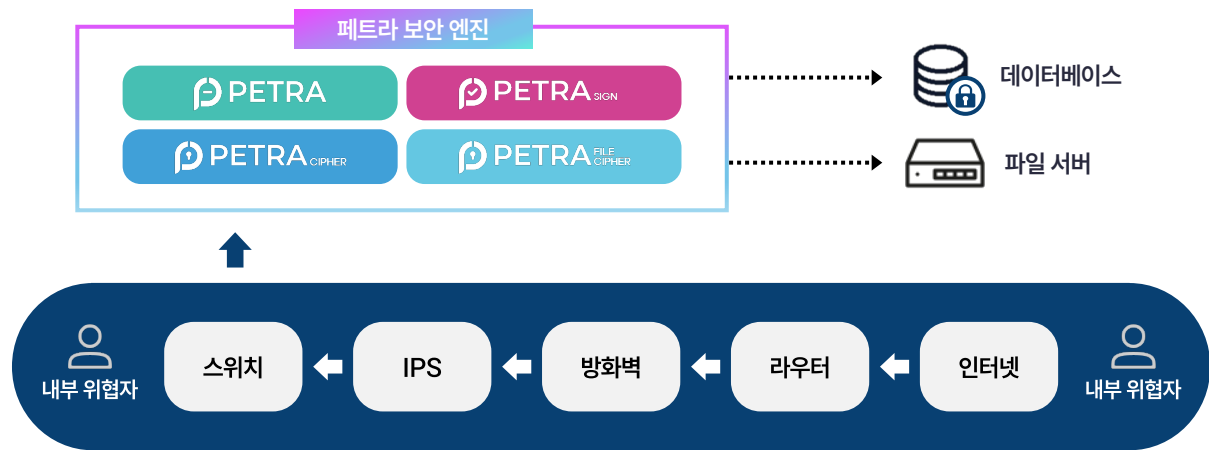 페트라 보안 엔진
PETRA
PETRA SIGN
데이터베이스
PETRA CIPHER
PETRA FILE CIPHER
파일 서버
내부 위협자
스위치
IPS
방화벽
라우터
인터넷
내부 위협자